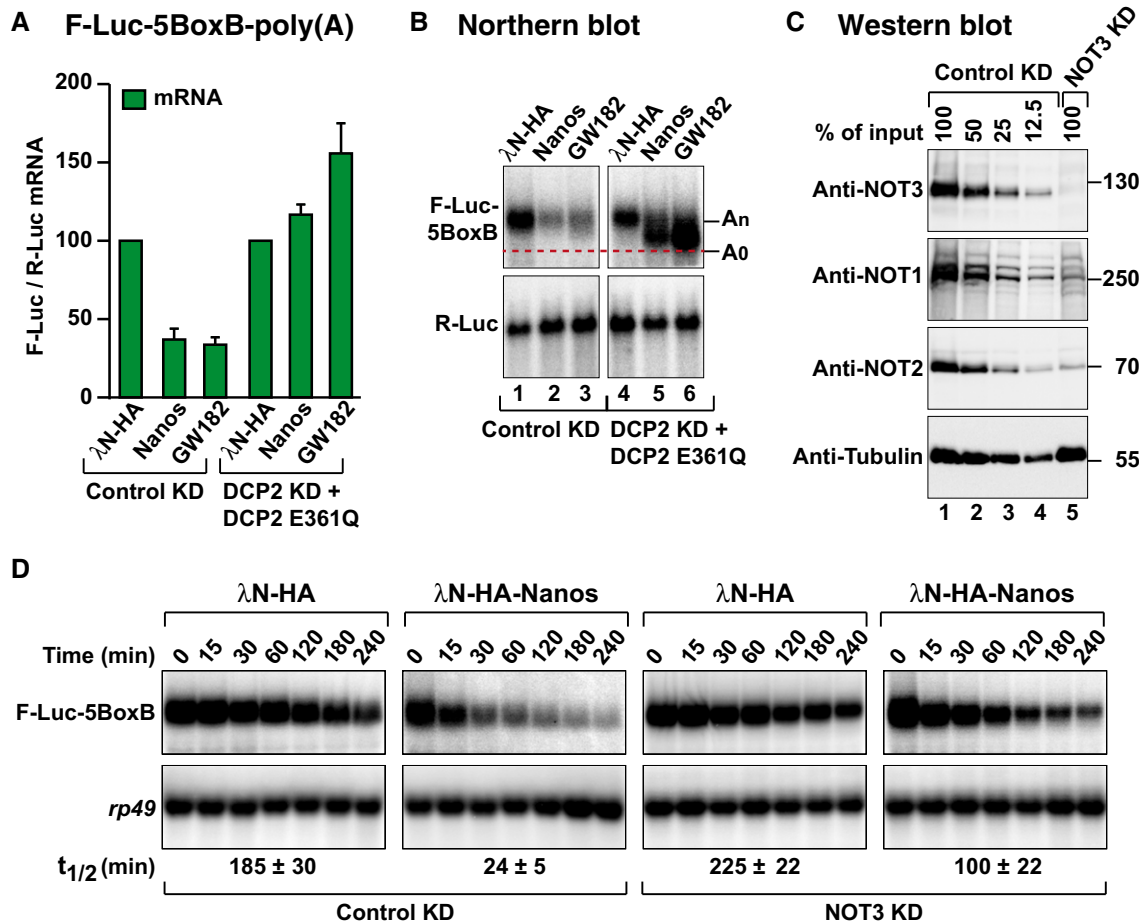 A F-Luc-5BoxB-poly(A)
F-Luc / R-Luc mRNA
200
150
100
50
0
mRNA
λN-HA Nanos GW182 λN-HA Nanos GW182
Control KD
DCP2 KD +
DCP2 E361Q
B Northern blot
λN-HA Nanos GW182 λN-HA Nanos GW182
F-Luc-
5BoxB
An
A0
R-Luc
1 2 3 4 5 6
Control KD
DCP2 KD +
DCP2 E361Q
C Western blot
Control KD NOT3 KD
% of input 100 50 25 12.5 100
Anti-NOT3 130
Anti-NOT1 250
Anti-NOT2 70
Anti-Tubulin 55
1 2 3 4 5
D
λN-HA λN-HA-Nanos λN-HA λN-HA-Nanos
Time (min) 0 15 30 60 120 180 240 0 15 30 60 120 180 240 0 15 30 60 120 180 240 0 15 30 60 120 180 240
F-Luc-5BoxB
rp49
t1/2 (min) 185 ± 30 24 ± 5 225 ± 22 100 ± 22
Control KD NOT3 KD